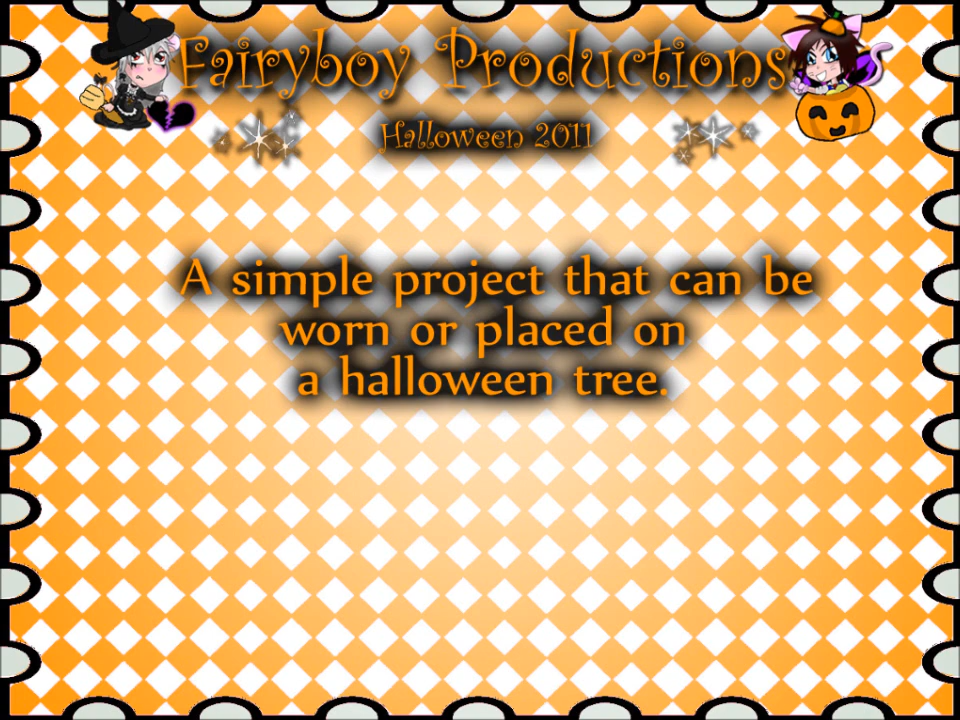 Fairyboy Productions
Halloween 2011
A simple project that can be
worn or placed on
a halloween tree.